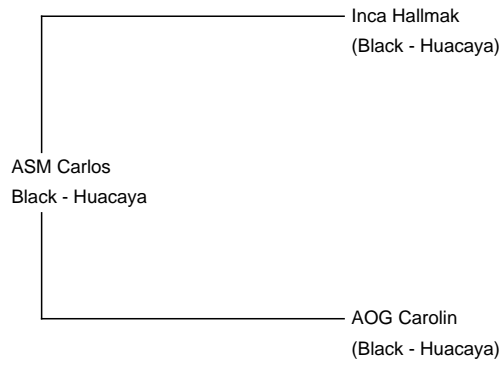 Inca Hallmak
(Black - Huacaya)
ASM Carlos
Black - Huacaya
AOG Carolin
(Black - Huacaya)